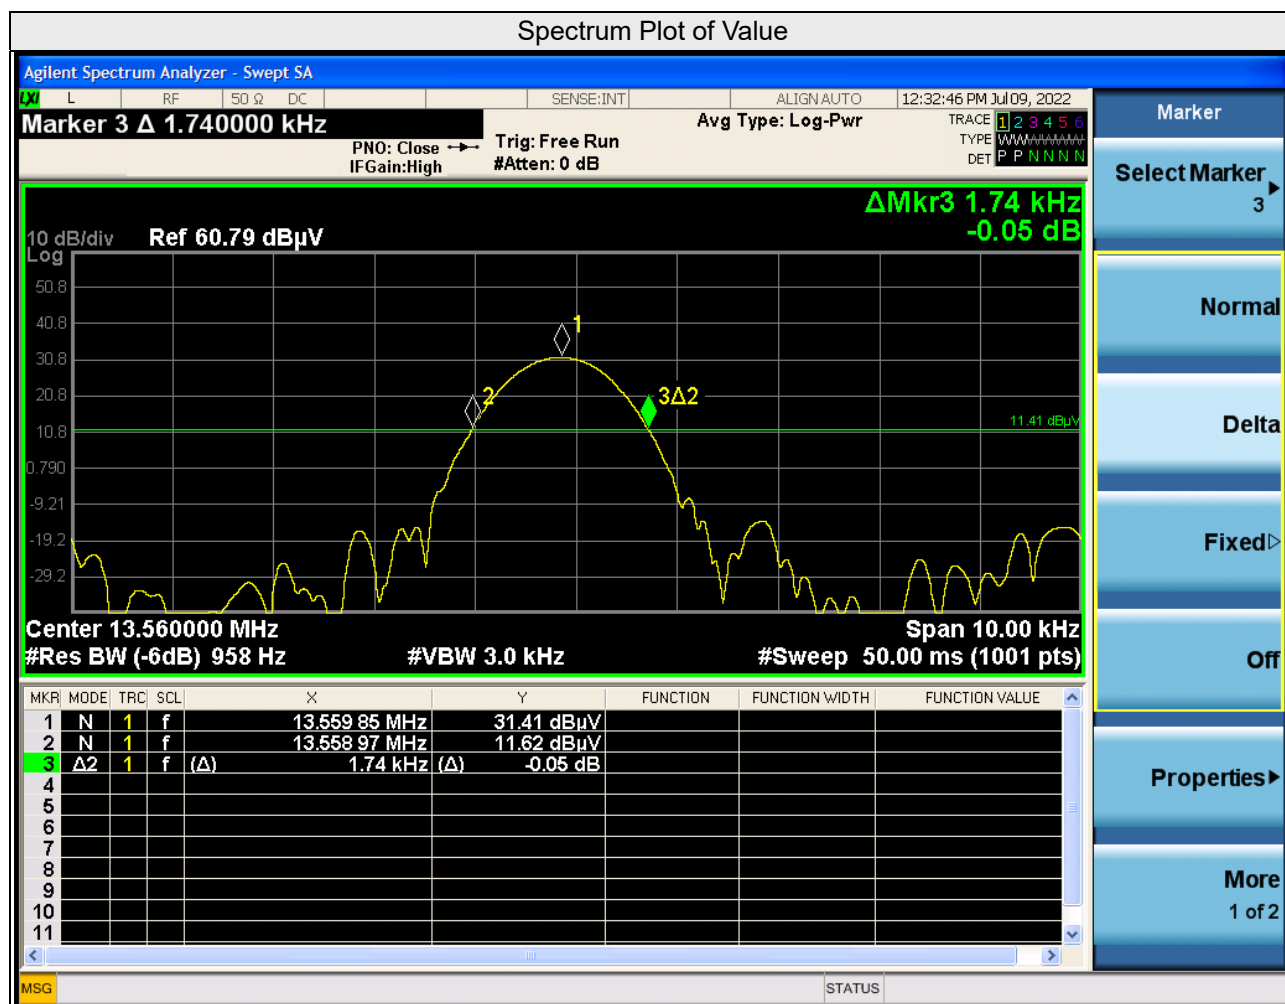 Spectrum Plot of Value
Agilent Spectrum Analyzer - Swept SA
LXI L RF 50 Ω DC SENSE:INT ALIGNAUTO 12:32:46 PM Jul 09, 2022
Marker 3 Δ 1.740000 kHz
PNO: Close
IFGain:High
Trig: Free Run
#Atten: 0 dB
Avg Type: Log-Pwr
TRACE 1 2 3 4 5 6
TYPE WWWWWW
DET P P N N N N
ΔMkr3 1.74 kHz
-0.05 dB
10 dB/div Ref 60.79 dBµV
Log
50.8
40.8
30.8
20.8
10.8
0.790
-9.21
-19.2
-29.2
1
2
3Δ2
11.41 dBµV
Center 13.560000 MHz Span 10.00 kHz
#Res BW (-6dB) 958 Hz #VBW 3.0 kHz #Sweep 50.00 ms (1001 pts)
MKR MODE TRC SCL X Y FUNCTION FUNCTION WIDTH FUNCTION VALUE
1 N 1 f 13.559 85 MHz 31.41 dBµV
2 N 1 f 13.558 97 MHz 11.62 dBµV
3 Δ2 1 f (Δ) 1.74 kHz (Δ) -0.05 dB
4
5
6
7
8
9
10
11
MSG STATUS
Marker
Select Marker
3
Normal
Delta
Fixed
Off
Properties
More
1 of 2